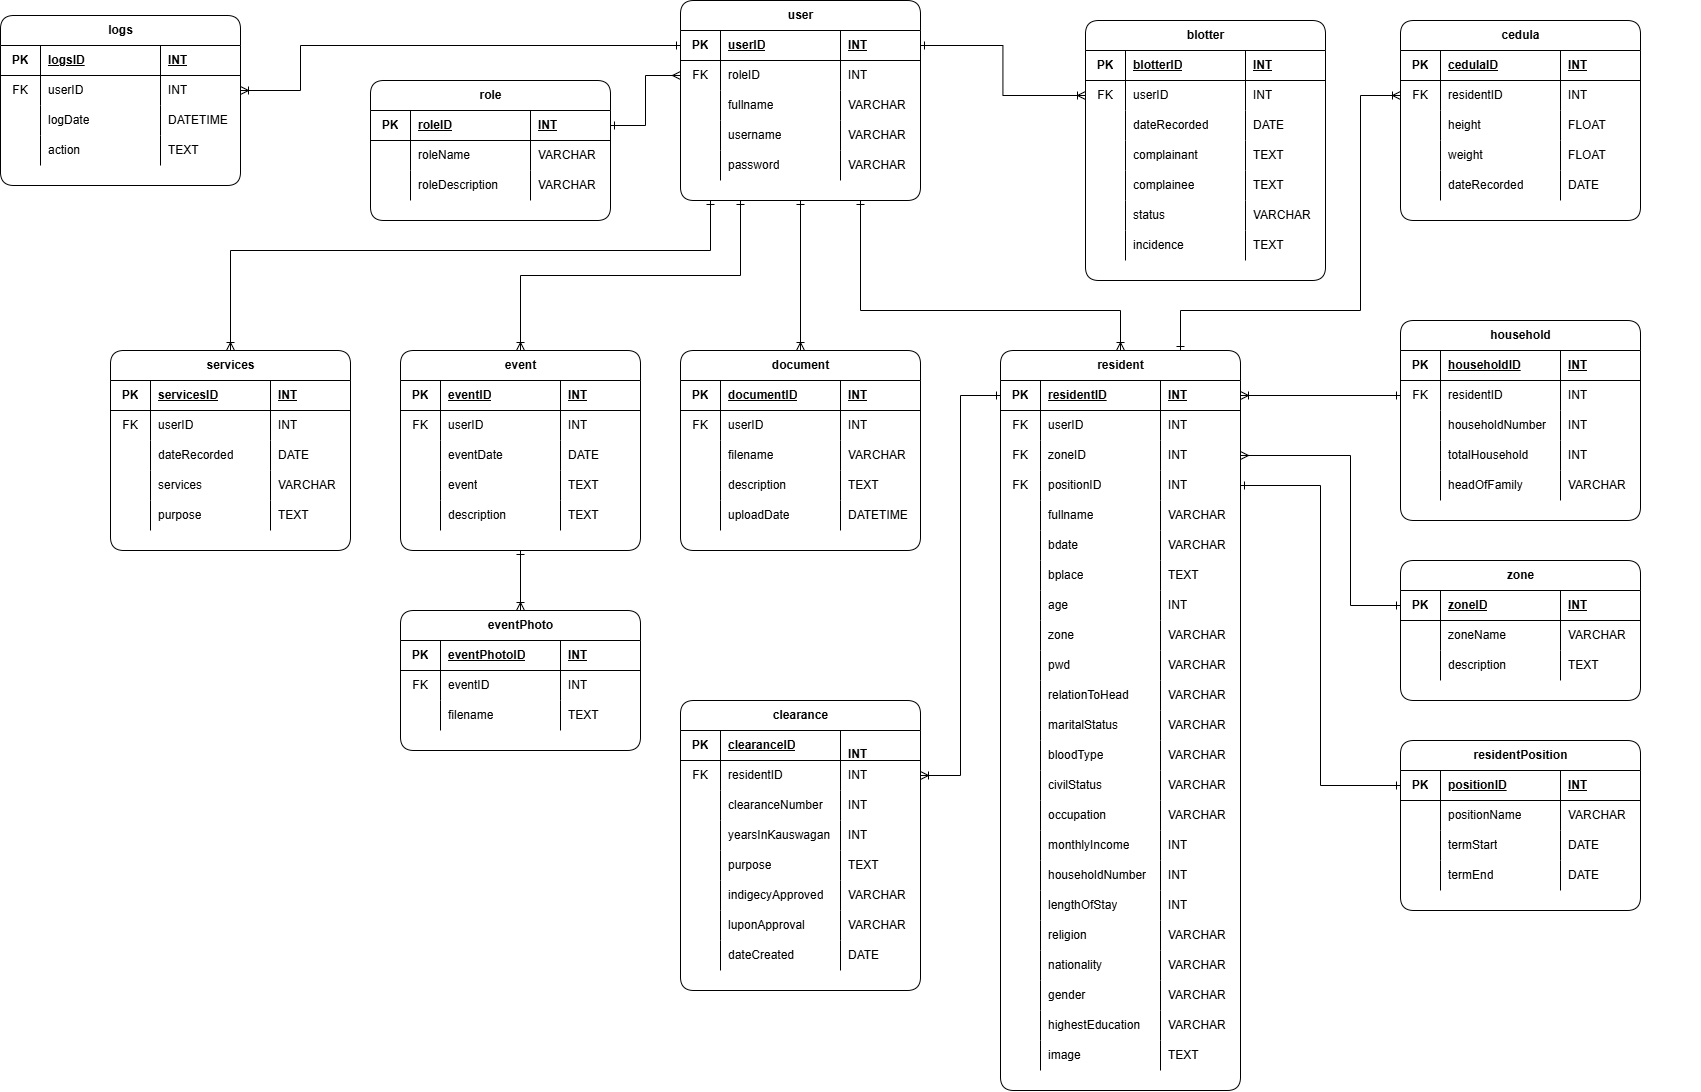 logs
PK logsID INT
FK userID INT
logDate DATETIME
action TEXT
role
PK roleID INT
roleName VARCHAR
roleDescription VARCHAR
user
PK userID INT
FK roleID INT
fullname VARCHAR
username VARCHAR
password VARCHAR
blotter
PK blotterID INT
FK userID INT
dateRecorded DATE
complainant TEXT
complainee TEXT
status VARCHAR
incidence TEXT
cedula
PK cedulaID INT
FK residentID INT
height FLOAT
weight FLOAT
dateRecorded DATE
services
PK servicesID INT
FK userID INT
dateRecorded DATE
services VARCHAR
purpose TEXT
event
PK eventID INT
FK userID INT
eventDate DATE
event TEXT
description TEXT
document
PK documentID INT
FK userID INT
filename VARCHAR
description TEXT
uploadDate DATETIME
resident
PK residentID INT
FK userID INT
FK zoneID INT
FK positionID INT
fullname VARCHAR
bdate VARCHAR
bplace TEXT
age INT
zone VARCHAR
pwd VARCHAR
relationToHead VARCHAR
maritalStatus VARCHAR
bloodType VARCHAR
civilStatus VARCHAR
occupation VARCHAR
monthlyIncome INT
householdNumber INT
lengthOfStay INT
religion VARCHAR
nationality VARCHAR
gender VARCHAR
highestEducation VARCHAR
image TEXT
household
PK householdID INT
FK residentID INT
householdNumber INT
totalHousehold INT
headOfFamily VARCHAR
zone
PK zoneID INT
zoneName VARCHAR
description TEXT
residentPosition
PK positionID INT
positionName VARCHAR
termStart DATE
termEnd DATE
eventPhoto
PK eventPhotoID INT
FK eventID INT
filename TEXT
clearance
PK clearanceID INT
FK residentID INT
clearanceNumber INT
yearsInKauswagan INT
purpose TEXT
indigecyApproved VARCHAR
luponApproval VARCHAR
dateCreated DATE